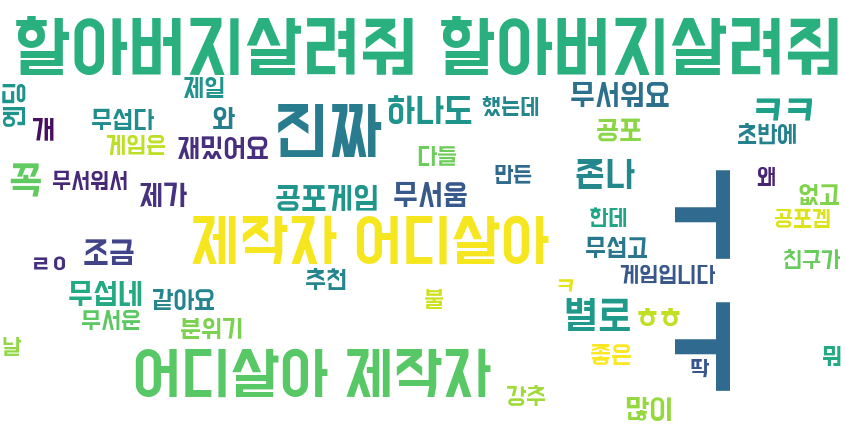 할아버지살려줘 할아버지살려줘
엔딩
제일
개
무섭다
와
진짜
하나도
했는데
무서워요
ㅋㅋ
게임은
재밌어요
공포
초반에
다들
꼭
무서워서
제가
공포게임
무서움
만든
존나
왜
없고
ㅜ
공포겜
제작자 어디살아
한데
ㄹㅇ
조금
무섭고
친구가
게임입니다
추천
ㅋ
무섭네
같아요
불
별로
ㅎㅎ
ㅜ
무서운
분위기
날
어디살아 제작자
좋은
딱
뭐
강추
많이